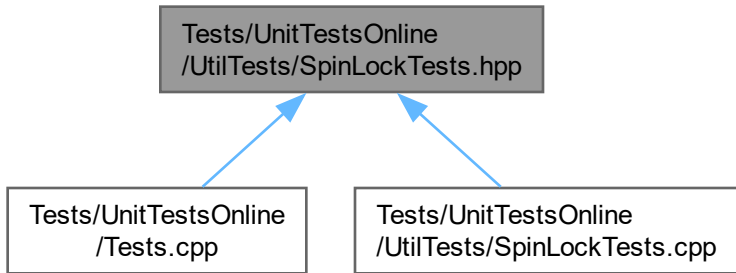 Tests/UnitTestsOnline
/UtilTests/SpinLockTests.hpp
Tests/UnitTestsOnline
/Tests.cpp
Tests/UnitTestsOnline
/UtilTests/SpinLockTests.cpp